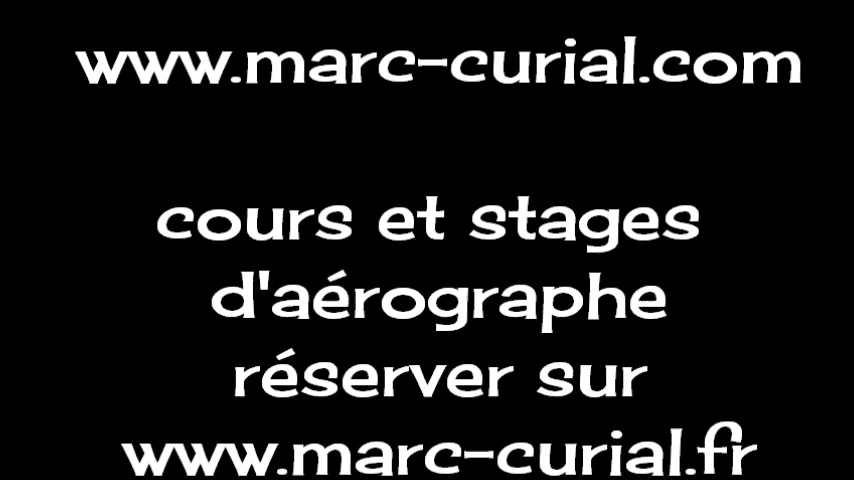 www.marc-curial.com
cours et stages
d'aérographe
réserver sur
www.marc-curial.fr